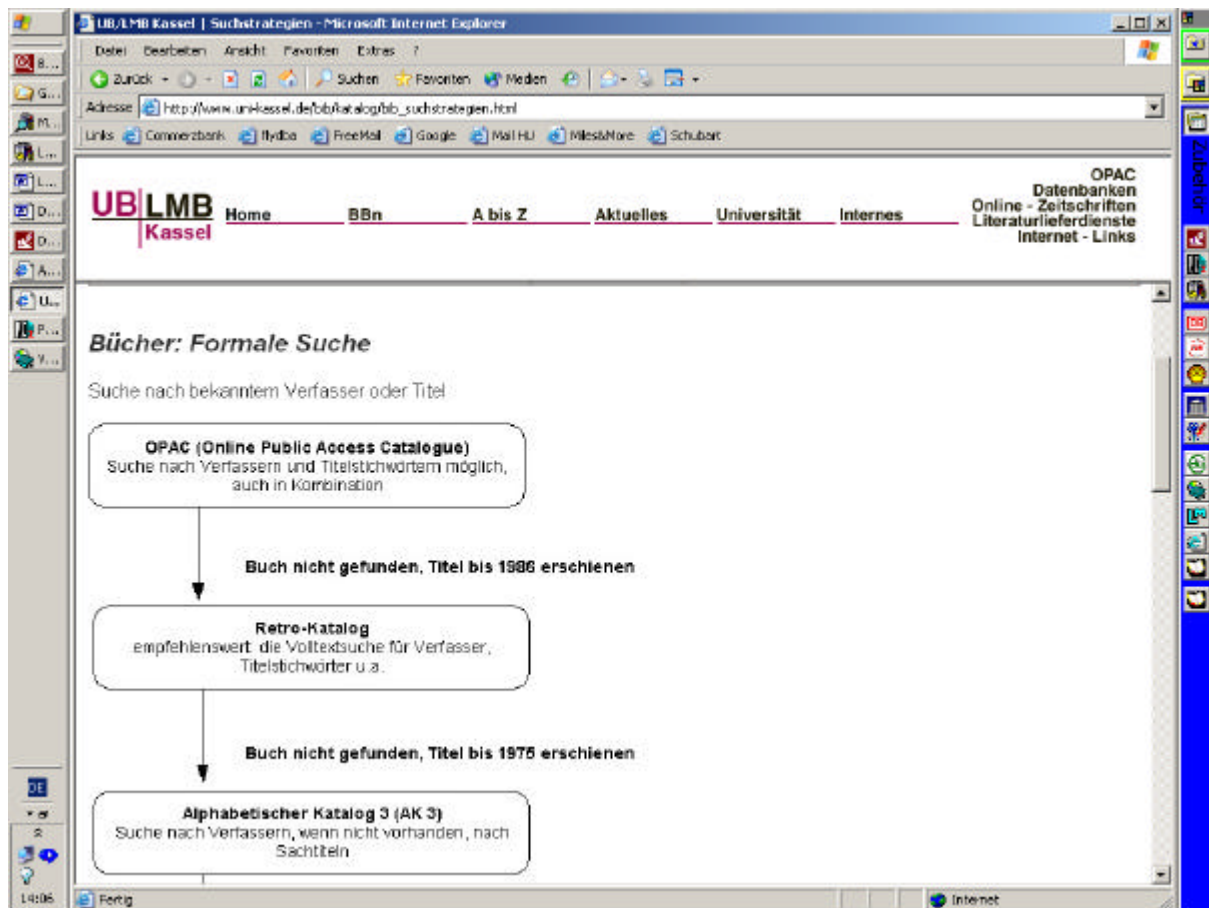 UB/LMB Kassel | Suchstrategien - Microsoft Internet Explorer
Datei Bearbeiten Ansicht Favoriten Extras ?
Zurück Suchen Favoriten Medien
Adresse http://www.uni-kassel.de/bib/katalog/bib_suchstrategien.html
Links Commerzbank flydba FreeMail Google Mail HU Miles&More Schubart
UB LMB
Kassel
Home BBn A bis Z Aktuelles Universität Internes
OPAC
Datenbanken
Online - Zeitschriften
Literaturlieferdienste
Internet - Links
Bücher: Formale Suche
Suche nach bekanntem Verfasser oder Titel
OPAC (Online Public Access Catalogue)
Suche nach Verfassern und Titelstichwörtern möglich,
auch in Kombination
Buch nicht gefunden, Titel bis 1986 erschienen
Retro-Katalog
empfehlenswert: die Volltextsuche für Verfasser,
Titelstichwörter u.a.
Buch nicht gefunden, Titel bis 1975 erschienen
Alphabetischer Katalog 3 (AK 3)
Suche nach Verfassern, wenn nicht vorhanden, nach
Sachtiteln
Fertig
Internet
8...
G...
M...
L...
L...
D...
D...
A...
U...
P...
V...
DE
14:06
Zubehör